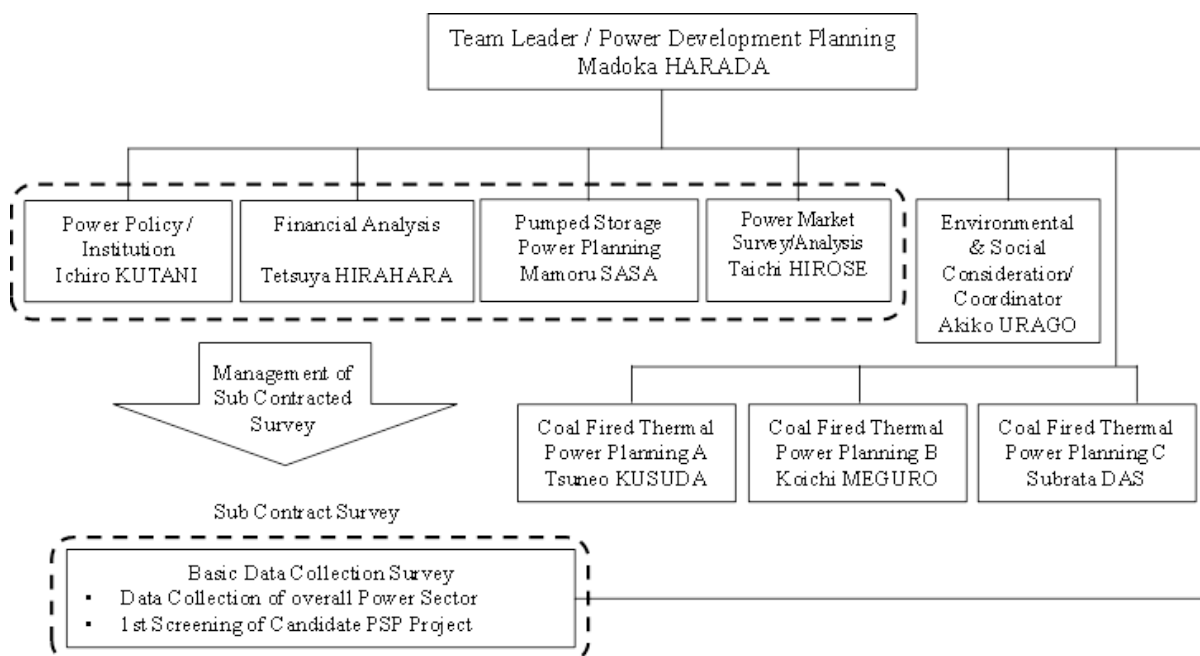 Team Leader / Power Development Planning
Madoka HARADA
Power Policy /
Institution
Ichiro KUTANI
Financial Analysis
Tetsuya HIRAHARA
Pumped Storage
Power Planning
Mamoru SASA
Power Market
Survey/Analysis
Taichi HIROSE
Environmental
& Social
Consideration/
Coordinator
Akiko URAGO
Management of
Sub Contracted
Survey
Coal Fired Thermal
Power Planning A
Tsuneo KUSUDA
Coal Fired Thermal
Power Planning B
Koichi MEGURO
Coal Fired Thermal
Power Planning C
Subrata DAS
Sub Contract Survey
Basic Data Collection Survey
▪ Data Collection of overall Power Sector
▪ 1st Screening of Candidate PSP Project